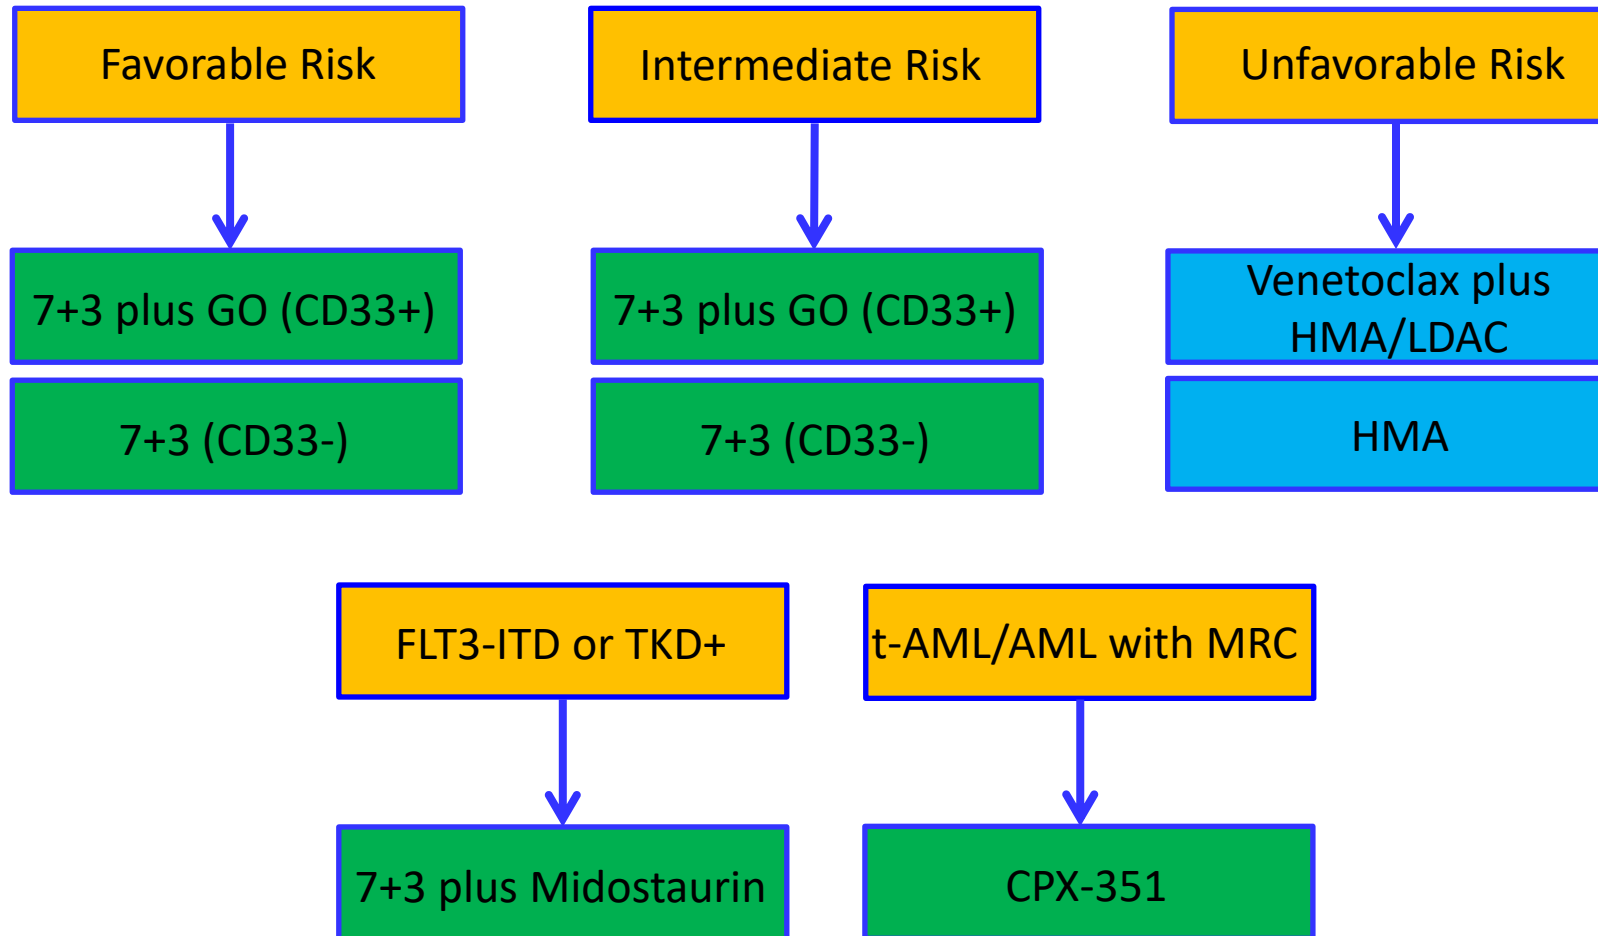 Favorable Risk
Intermediate Risk
Unfavorable Risk
7+3 plus GO (CD33+)
7+3 plus GO (CD33+)
Venetoclax plus
HMA/LDAC
7+3 (CD33-)
7+3 (CD33-)
HMA
FLT3-ITD or TKD+
t-AML/AML with MRC
7+3 plus Midostaurin
CPX-351